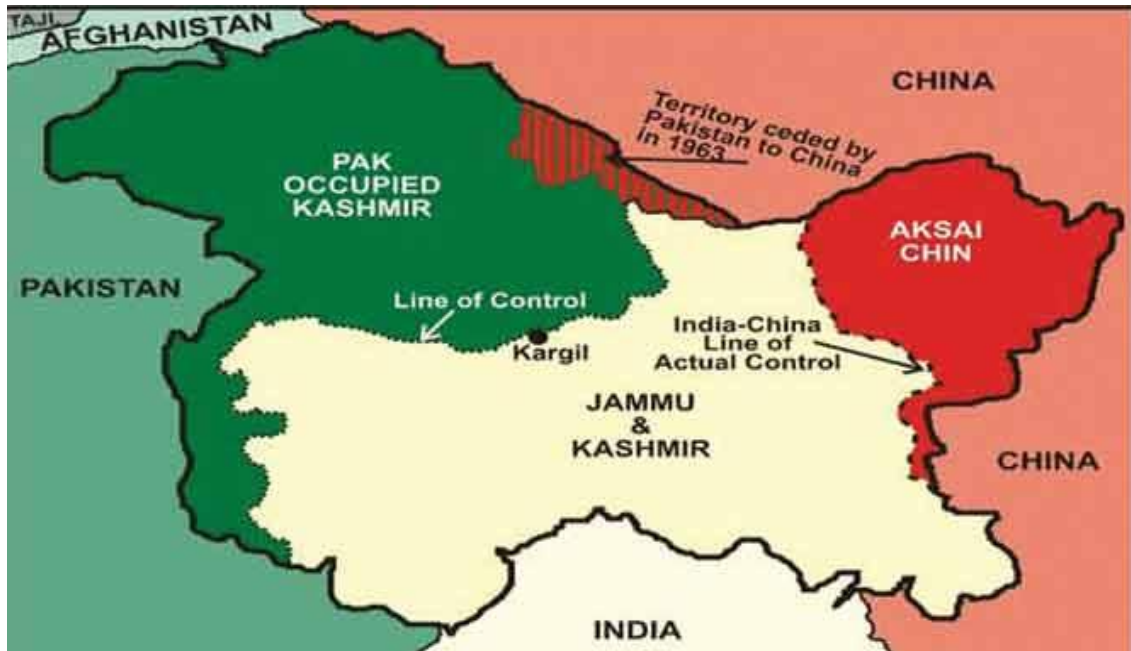 TAJI.
AFGHANISTAN
CHINA
Territory ceded by
Pakistan to China
in 1963
PAK
OCCUPIED
KASHMIR
AKSAI
CHIN
PAKISTAN
Line of Control
India-China
Line of
Actual Control
Kargil
JAMMU
&
KASHMIR
CHINA
INDIA